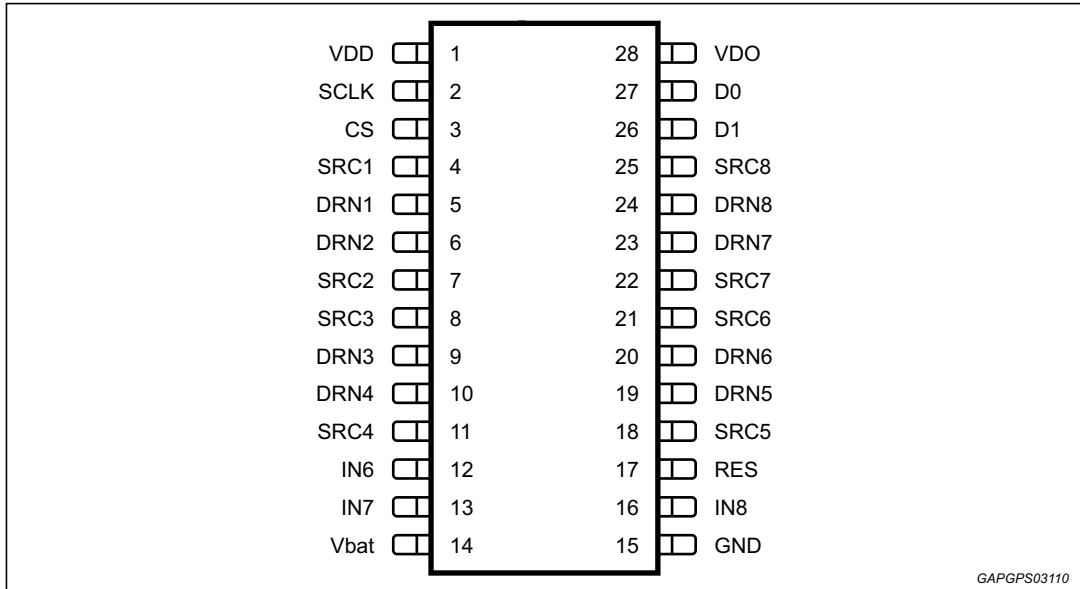 VDD 1 28 VDO
SCLK 2 27 D0
CS 3 26 D1
SRC1 4 25 SRC8
DRN1 5 24 DRN8
DRN2 6 23 DRN7
SRC2 7 22 SRC7
SRC3 8 21 SRC6
DRN3 9 20 DRN6
DRN4 10 19 DRN5
SRC4 11 18 SRC5
IN6 12 17 RES
IN7 13 16 IN8
Vbat 14 15 GND
GAPGPS03110